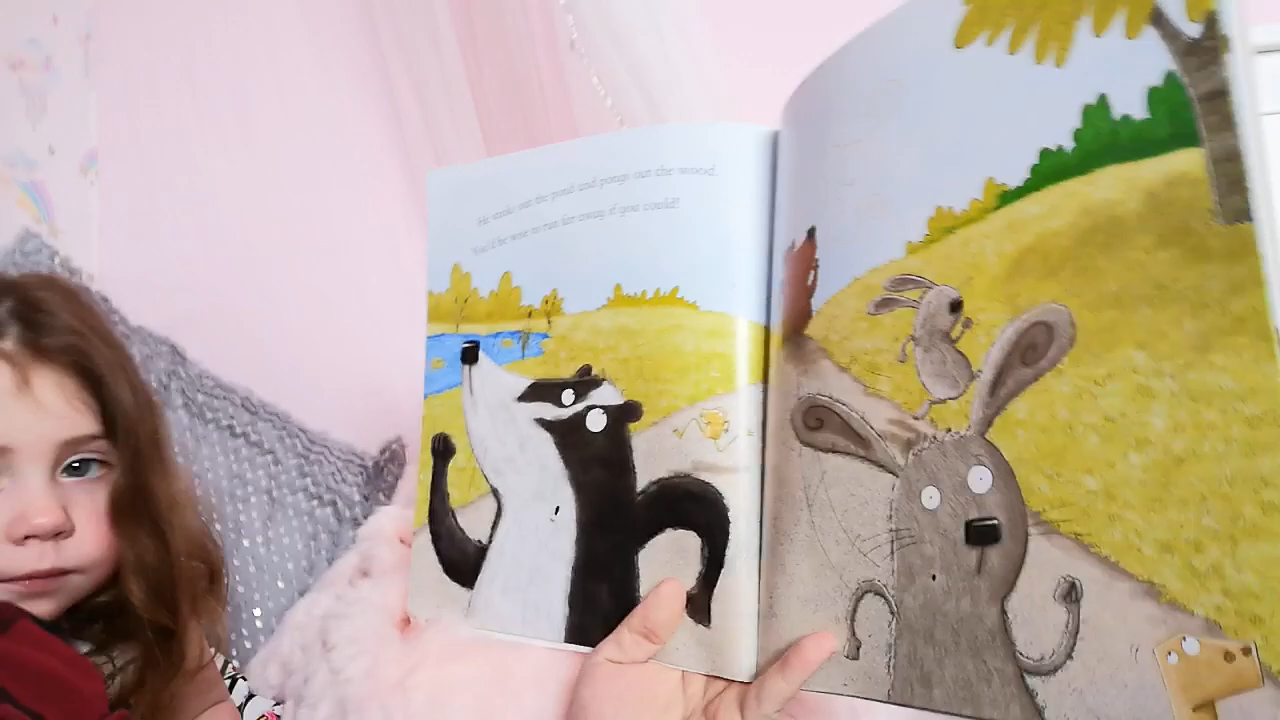 He stinks out the pond and pongs out the wood.
You'd be wise to run far away if you could!